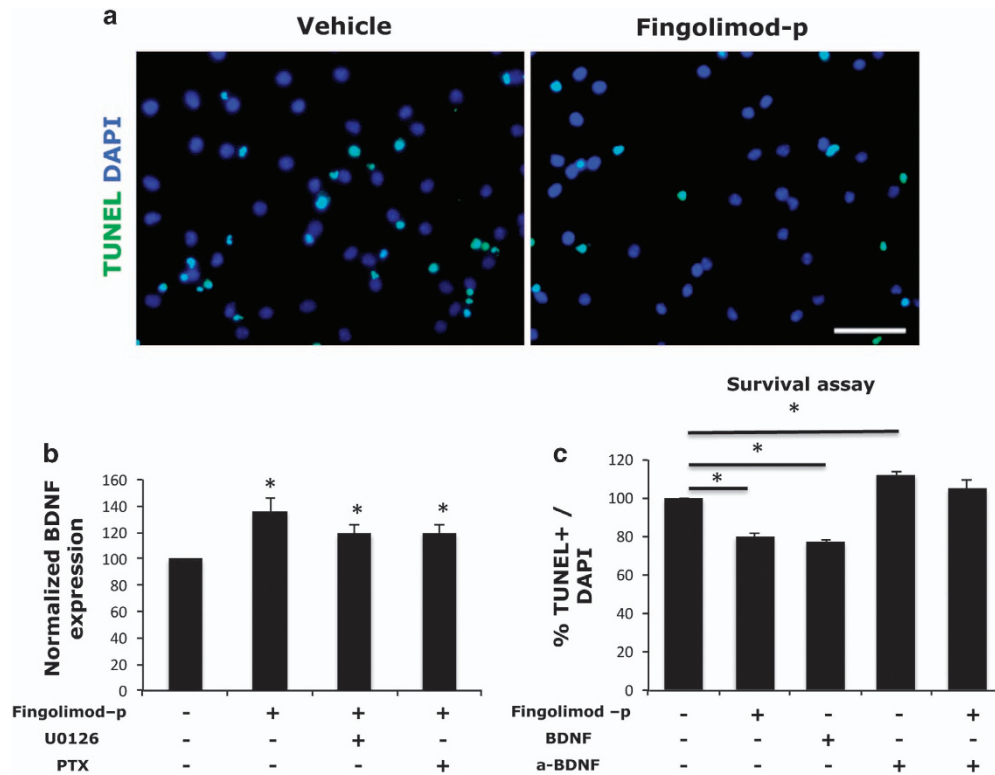 a
Vehicle
Fingolimod-p
TUNEL DAPI
b
Normalized BDNF
expression
160
140
120
100
80
60
40
20
0
*
*
*
Fingolimod-p - + + +
U0126 - - + -
PTX - - - +
Survival assay
c
% TUNEL+ /
DAPI
120
100
80
60
40
20
0
*
*
*
Fingolimod -p - + - - +
BDNF - - + - -
a-BDNF - - - + +